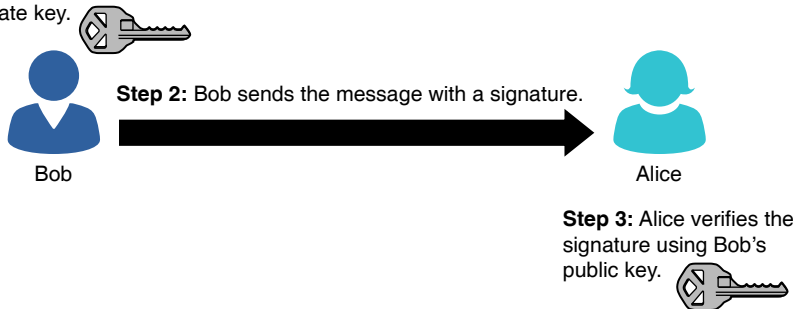 key.
Step 2: Bob sends the message with a signature.
Bob
Alice
Step 3: Alice verifies the
signature using Bob's
public key.